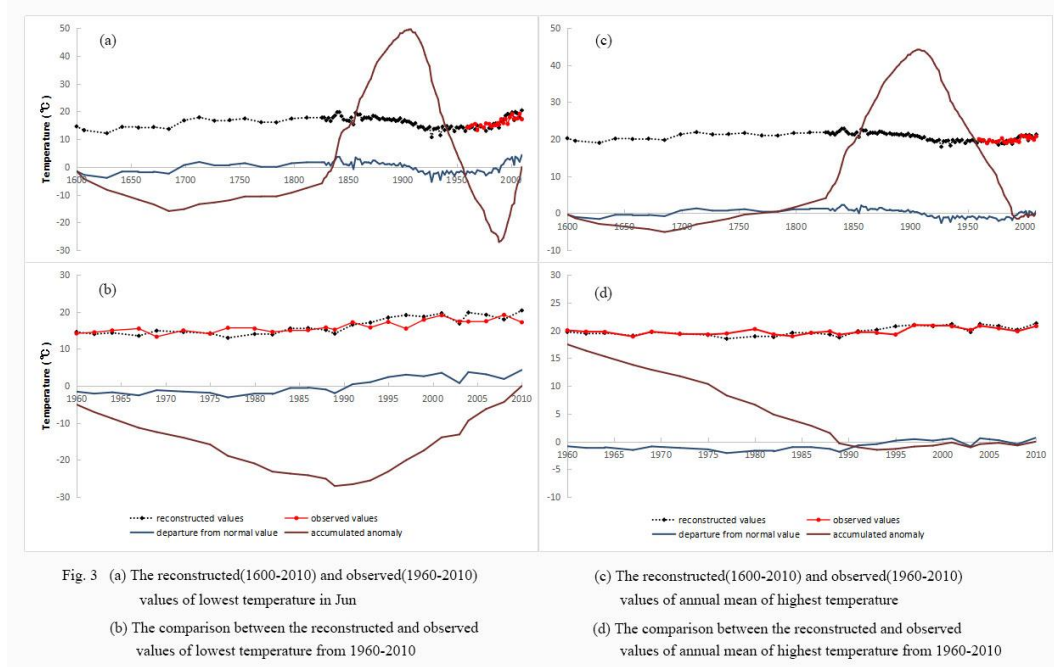 (a)
Temperature (℃)
50
40
30
20
10
0
-10
-20
-30
1600 1650 1700 1750 1800 1850 1900 1950 2000
(c)
50
40
30
20
10
0
-10
1600 1650 1700 1750 1800 1850 1900 1950 2000
(b)
Temperature (℃)
30
20
10
0
-10
-20
-30
1960 1965 1970 1975 1980 1985 1990 1995 2000 2005 2010
reconstructed values observed values
departure from normal value accumulated anomaly
(d)
30
25
20
15
10
5
0
-5
-10
1960 1965 1970 1975 1980 1985 1990 1995 2000 2005 2010
reconstructed values observed values
departure from normal value accumulated anomaly
Fig. 3 (a) The reconstructed(1600-2010) and observed(1960-2010)
values of lowest temperature in Jun
(b) The comparison between the reconstructed and observed
values of lowest temperature from 1960-2010
(c) The reconstructed(1600-2010) and observed(1960-2010)
values of annual mean of highest temperature
(d) The comparison between the reconstructed and observed
values of annual mean of highest temperature from 1960-2010